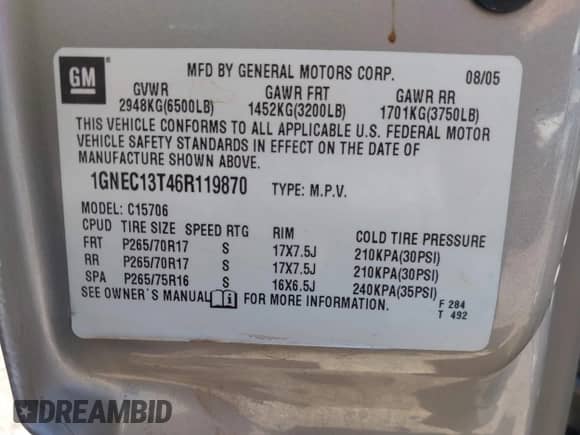 GM
MFD BY GENERAL MOTORS CORP. 08/05
GVWR GAWR FRT GAWR RR
2948KG(6500LB) 1452KG(3200LB) 1701KG(3750LB)
THIS VEHICLE CONFORMS TO ALL APPLICABLE U.S. FEDERAL MOTOR
VEHICLE SAFETY STANDARDS IN EFFECT ON THE DATE OF
MANUFACTURE SHOWN ABOVE.
1GNEC13T46R119870 TYPE: M.P.V.
MODEL: C15706
CPUD TIRE SIZE SPEED RTG RIM COLD TIRE PRESSURE
FRT P265/70R17 S 17X7.5J 210KPA(30PSI)
RR P265/70R17 S 17X7.5J 210KPA(30PSI)
SPA P265/75R16 S 16X6.5J 240KPA(35PSI)
SEE OWNER'S MANUAL i FOR MORE INFORMATION. F 284
T 492
DREAMBID